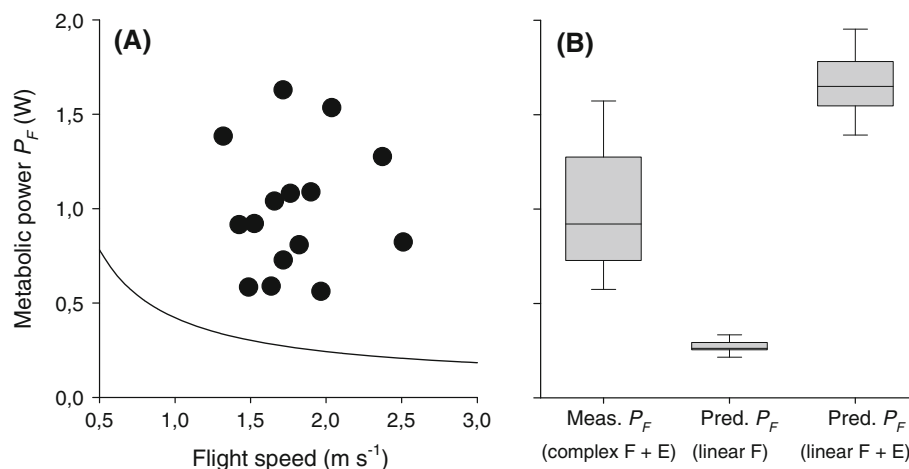 (A)
Metabolic power P_F (W)
2,0
1,5
1,0
0,5
0,0
0,5 1,0 1,5 2,0 2,5 3,0
Flight speed (m s⁻¹)
(B)
Meas. P_F Pred. P_F Pred. P_F
(complex F + E) (linear F) (linear F + E)